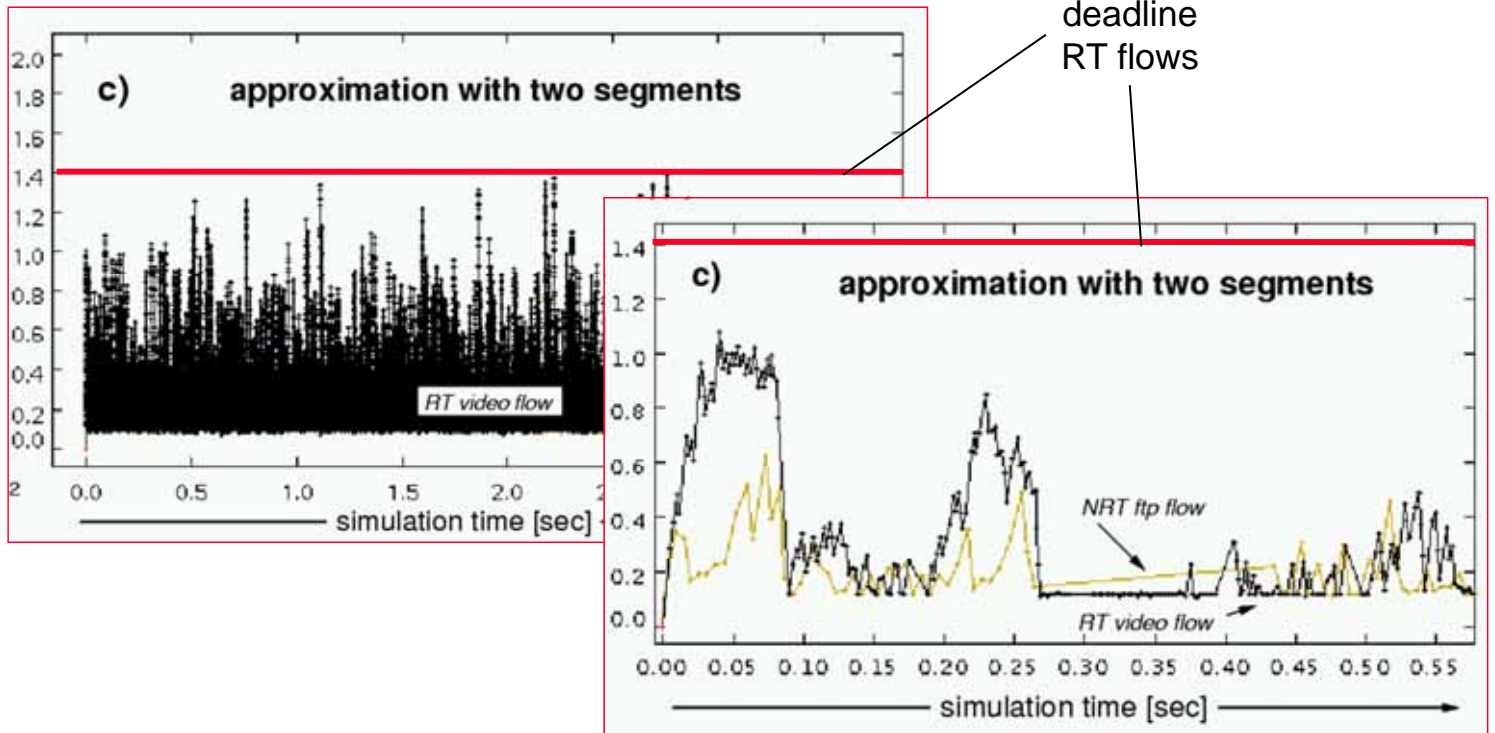 deadline
RT flows
c) approximation with two segments
2.0
1.8
1.6
1.4
1.2
1.0
0.8
0.6
0.4
0.2
0.0
RT video flow
2 0.0 0.5 1.0 1.5 2.0 2
simulation time [sec]
c) approximation with two segments
1.4
1.2
1.0
0.8
0.6
0.4
0.2
0.0
NRT ftp flow
RT video flow
0.00 0.05 0.10 0.15 0.20 0.25 0.30 0.35 0.40 0.45 0.50 0.55
simulation time [sec]